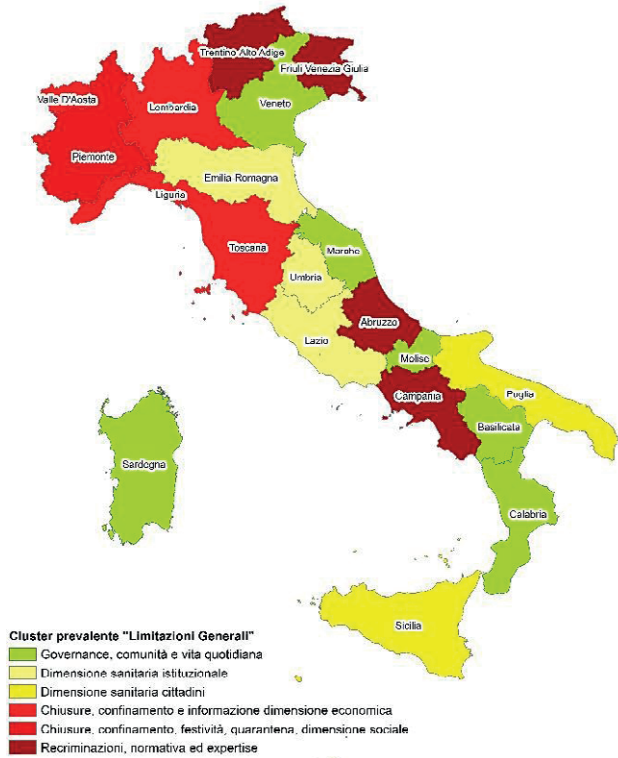 Trentino Alto Adige
Friuli Venezia Giulia
Valle D'Aosta
Lombardia
Veneto
Piemonte
Emilia Romagna
Liguria
Toscana
Marche
Umbria
Abruzzo
Lazio
Molise
Campania
Puglia
Basilicata
Sardegna
Calabria
Sicilia
Cluster prevalente "Limitazioni Generali"
Governance, comunità e vita quotidiana
Dimensione sanitaria istituzionale
Dimensione sanitaria cittadini
Chiusure, confinamento e informazione dimensione economica
Chiusure, confinamento, festività, quarantena, dimensione sociale
Recriminazioni, normativa ed expertise